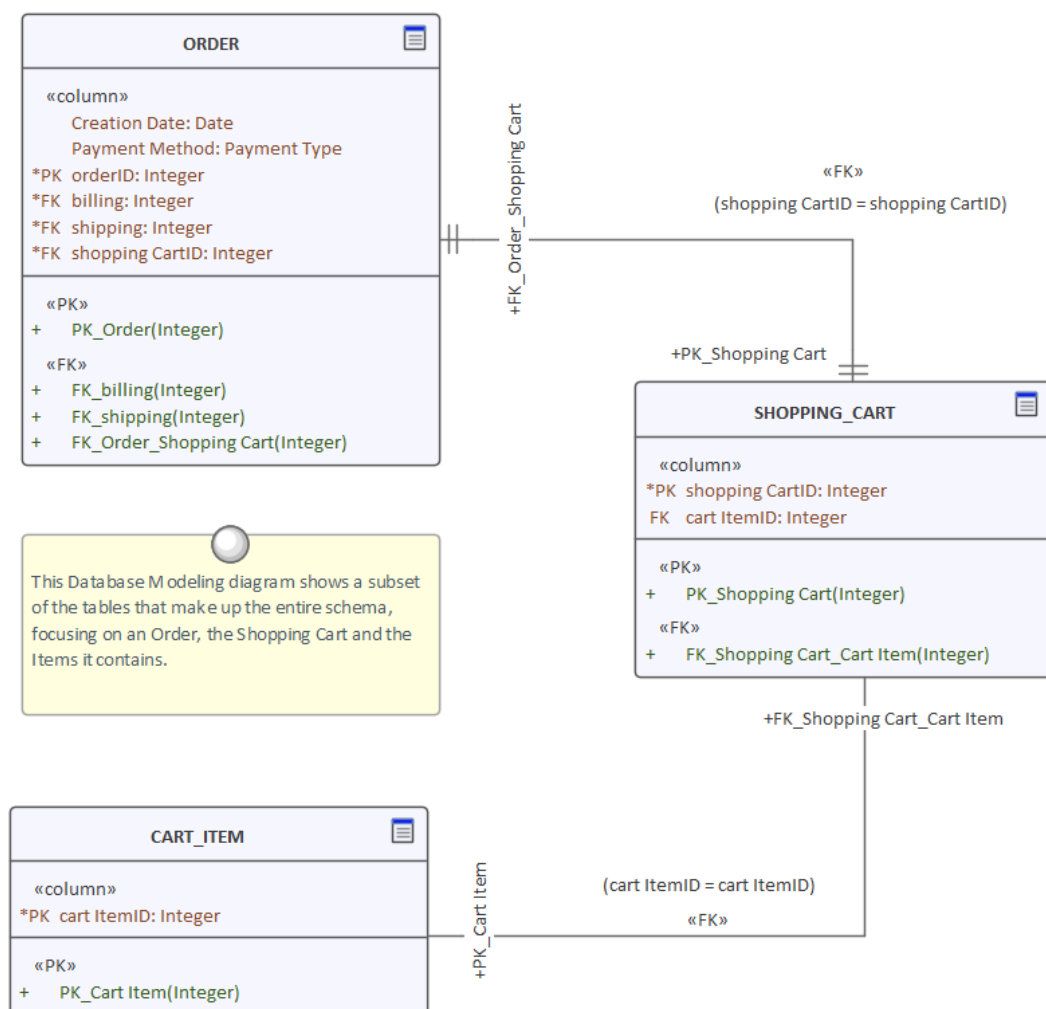 ORDER
«column»
Creation Date: Date
Payment Method: Payment Type
*PK orderID: Integer
*FK billing: Integer
*FK shipping: Integer
*FK shopping CartID: Integer
«PK»
+ PK_Order(Integer)
«FK»
+ FK_billing(Integer)
+ FK_shipping(Integer)
+ FK_Order_Shopping Cart(Integer)
+FK_Order_Shopping Cart
«FK»
(shopping CartID = shopping CartID)
+PK_Shopping Cart
SHOPPING_CART
«column»
*PK shopping CartID: Integer
FK cart ItemID: Integer
«PK»
+ PK_Shopping Cart(Integer)
«FK»
+ FK_Shopping Cart_Cart Item(Integer)
This Database Modeling diagram shows a subset
of the tables that make up the entire schema,
focusing on an Order, the Shopping Cart and the
Items it contains.
+FK_Shopping Cart_Cart Item
CART_ITEM
«column»
*PK cart ItemID: Integer
«PK»
+ PK_Cart Item(Integer)
+PK_Cart Item
(cart ItemID = cart ItemID)
«FK»